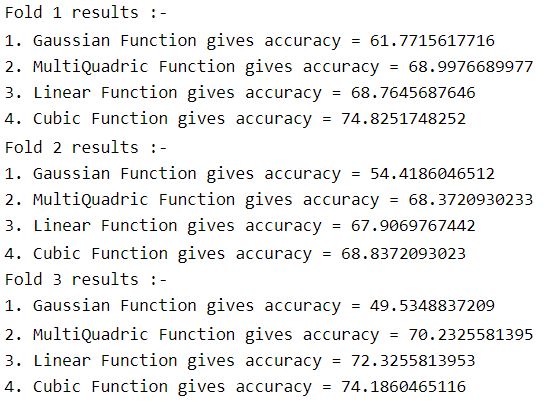 Fold 1 results :-
1. Gaussian Function gives accuracy = 61.7715617716
2. MultiQuadric Function gives accuracy = 68.9976689977
3. Linear Function gives accuracy = 68.7645687646
4. Cubic Function gives accuracy = 74.8251748252
Fold 2 results :-
1. Gaussian Function gives accuracy = 54.4186046512
2. MultiQuadric Function gives accuracy = 68.3720930233
3. Linear Function gives accuracy = 67.9069767442
4. Cubic Function gives accuracy = 68.8372093023
Fold 3 results :-
1. Gaussian Function gives accuracy = 49.5348837209
2. MultiQuadric Function gives accuracy = 70.2325581395
3. Linear Function gives accuracy = 72.3255813953
4. Cubic Function gives accuracy = 74.1860465116